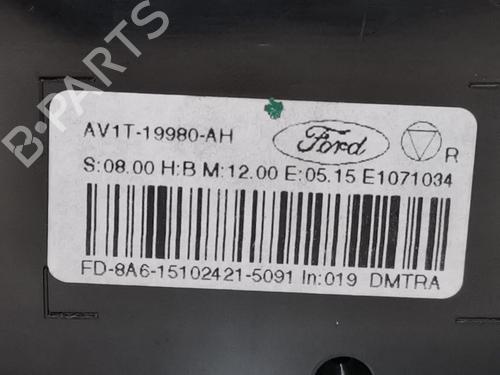 AV1T-19980-AH Ford R
S:08.00 H:B M:12.00 E:05.15 E1071034
FD-8A6-15102421-5091 In:019 DMTRA
B-PARTS